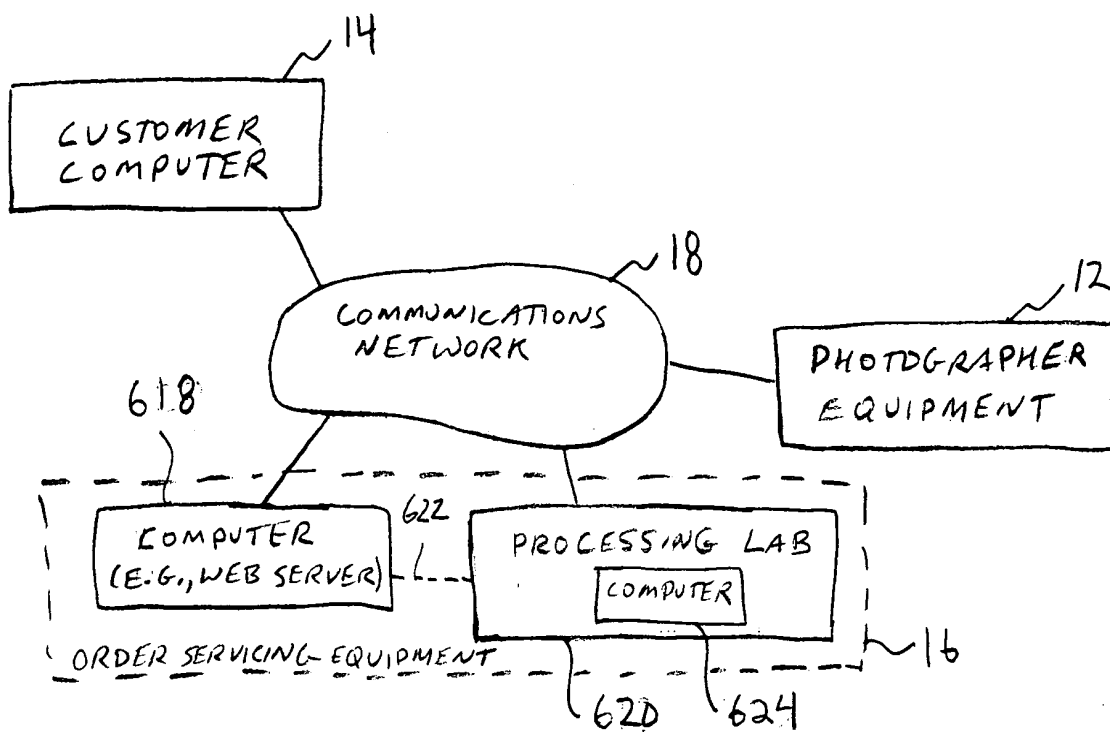 14
CUSTOMER
COMPUTER
18
COMMUNICATIONS
NETWORK
12
PHOTOGRAPHER
EQUIPMENT
618
COMPUTER
(E.G., WEB SERVER)
622
PROCESSING LAB
COMPUTER
ORDER SERVICING EQUIPMENT
16
620
624